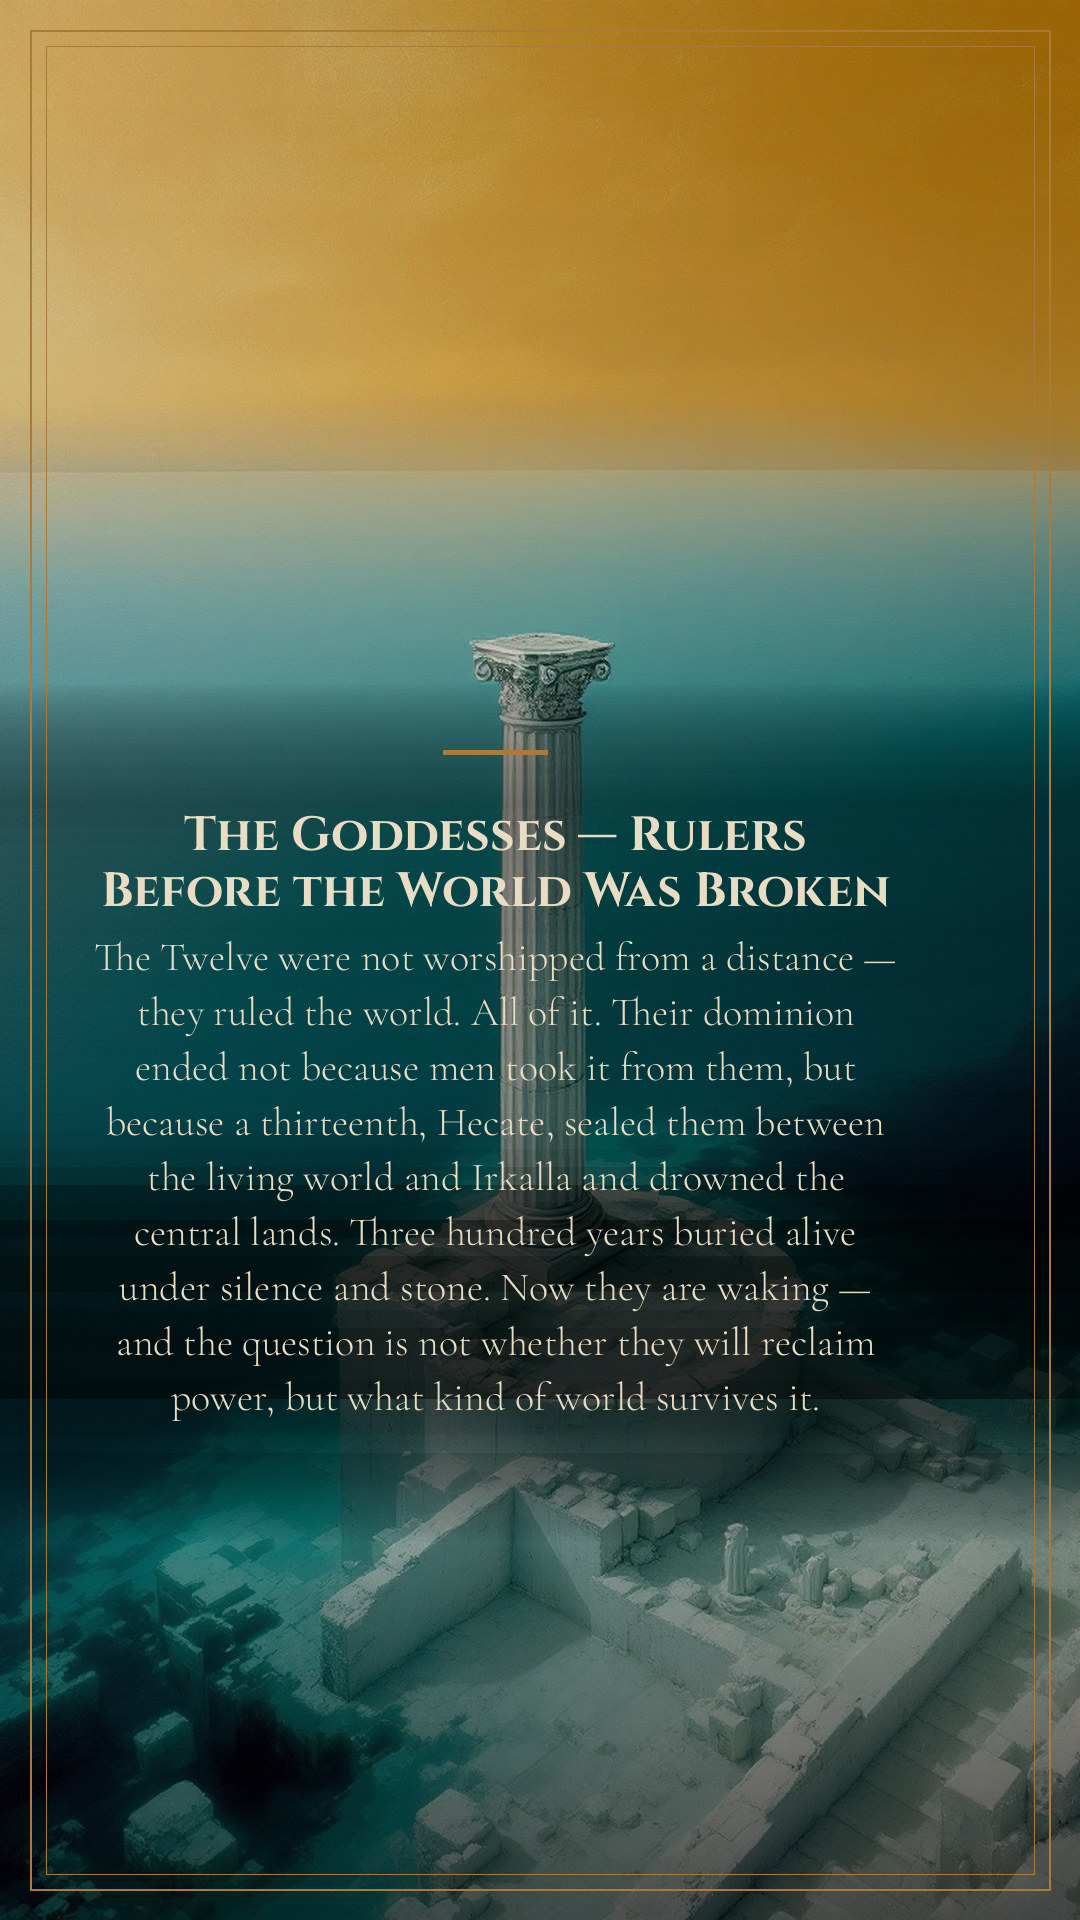 The Goddesses — Rulers
Before the World Was Broken
The Twelve were not worshipped from a distance —
they ruled the world. All of it. Their dominion
ended not because men took it from them, but
because a thirteenth, Hecate, sealed them between
the living world and Irkalla and drowned the
central lands. Three hundred years buried alive
under silence and stone. Now they are waking —
and the question is not whether they will reclaim
power, but what kind of world survives it.